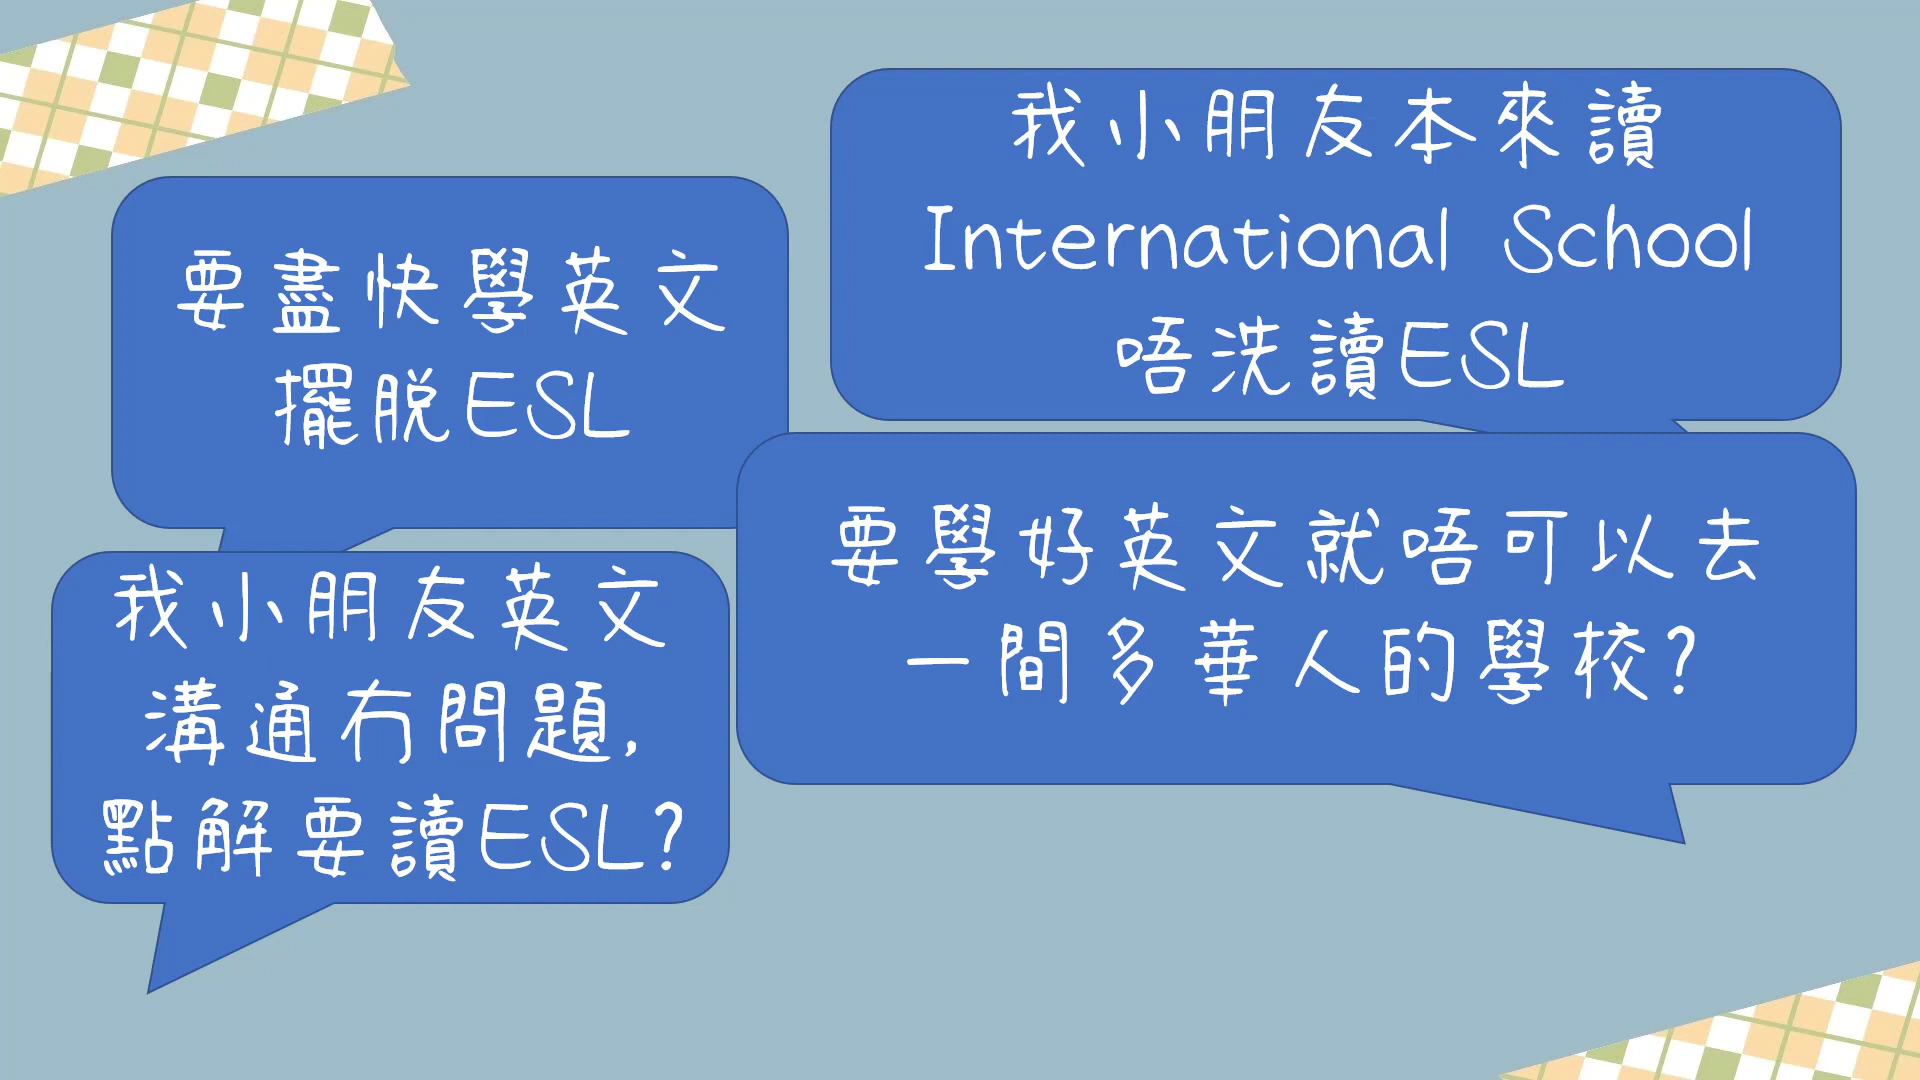 要盡快學英文
擺脫ESL
我小朋友本來讀
International School
唔洗讀ESL
我小朋友英文
溝通冇問題,
點解要讀ESL?
要學好英文就唔可以去
一間多華人的學校?